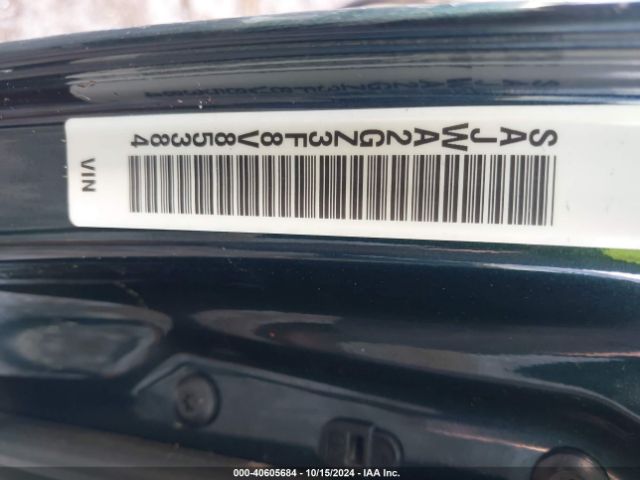 SAJWA2GZ3F8V85384
VIN
000-40605684 - 10/15/2024 - IAA Inc.